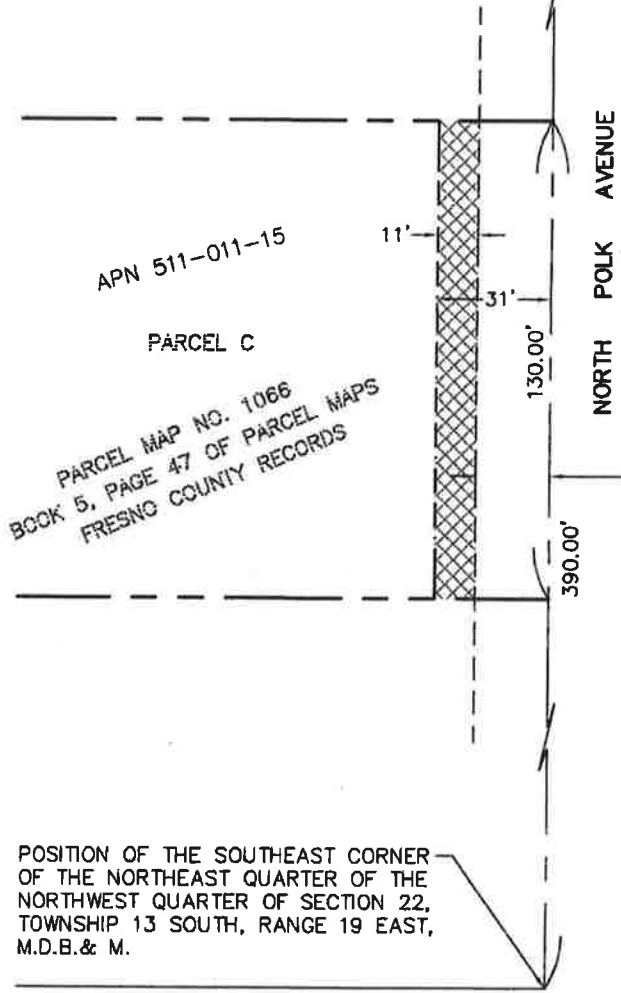 APN 511-011-15
PARCEL C
PARCEL MAP NO. 1066
BOOK 5, PAGE 47 OF PARCEL MAPS
FRESNO COUNTY RECORDS
11'
31'
130.00'
390.00'
NORTH POLK AVENUE
POSITION OF THE SOUTHEAST CORNER
OF THE NORTHEAST QUARTER OF THE
NORTHWEST QUARTER OF SECTION 22,
TOWNSHIP 13 SOUTH, RANGE 19 EAST,
M.D.B.& M.